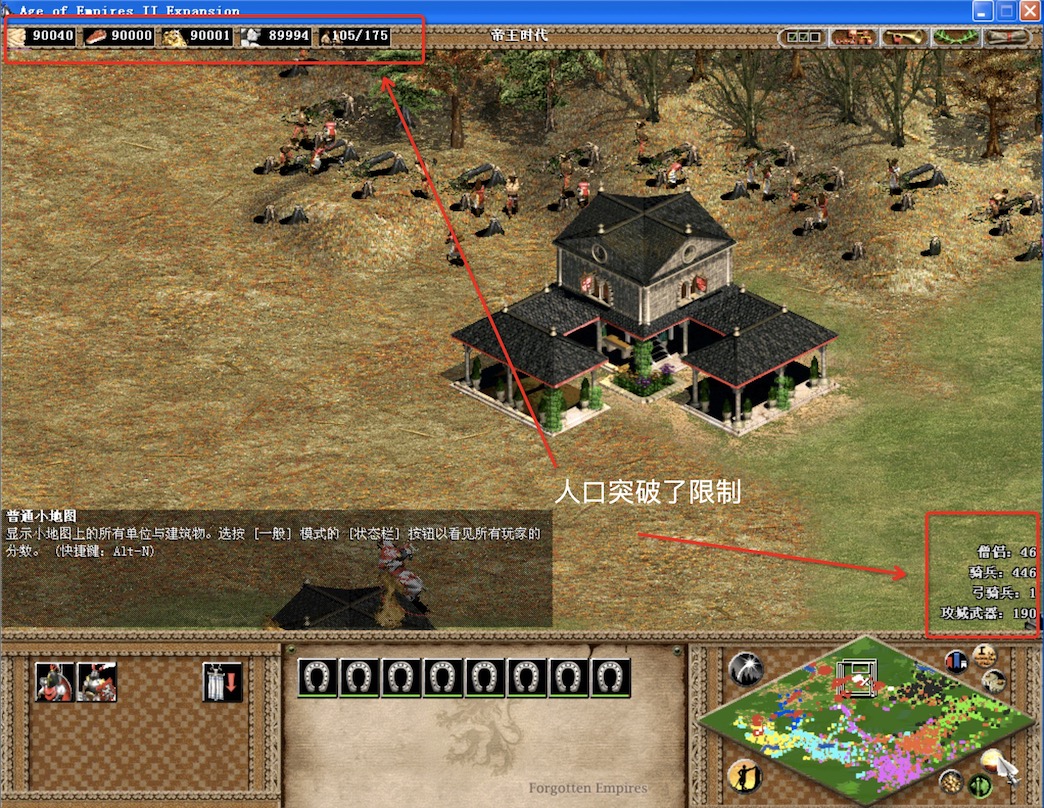 Age of Empires II Expansion
90040 90000 90001 89994 105/175 帝王时代
人口突破了限制
普通小地图
显示小地图上的所有单位与建筑物。选按 [一般] 模式的 [状态栏] 按钮以看见所有玩家的
分数。 (快捷键: Alt-N)
僧侣: 46
骑兵: 446
弓骑兵: 1
攻城武器: 190
Forgotten Empires